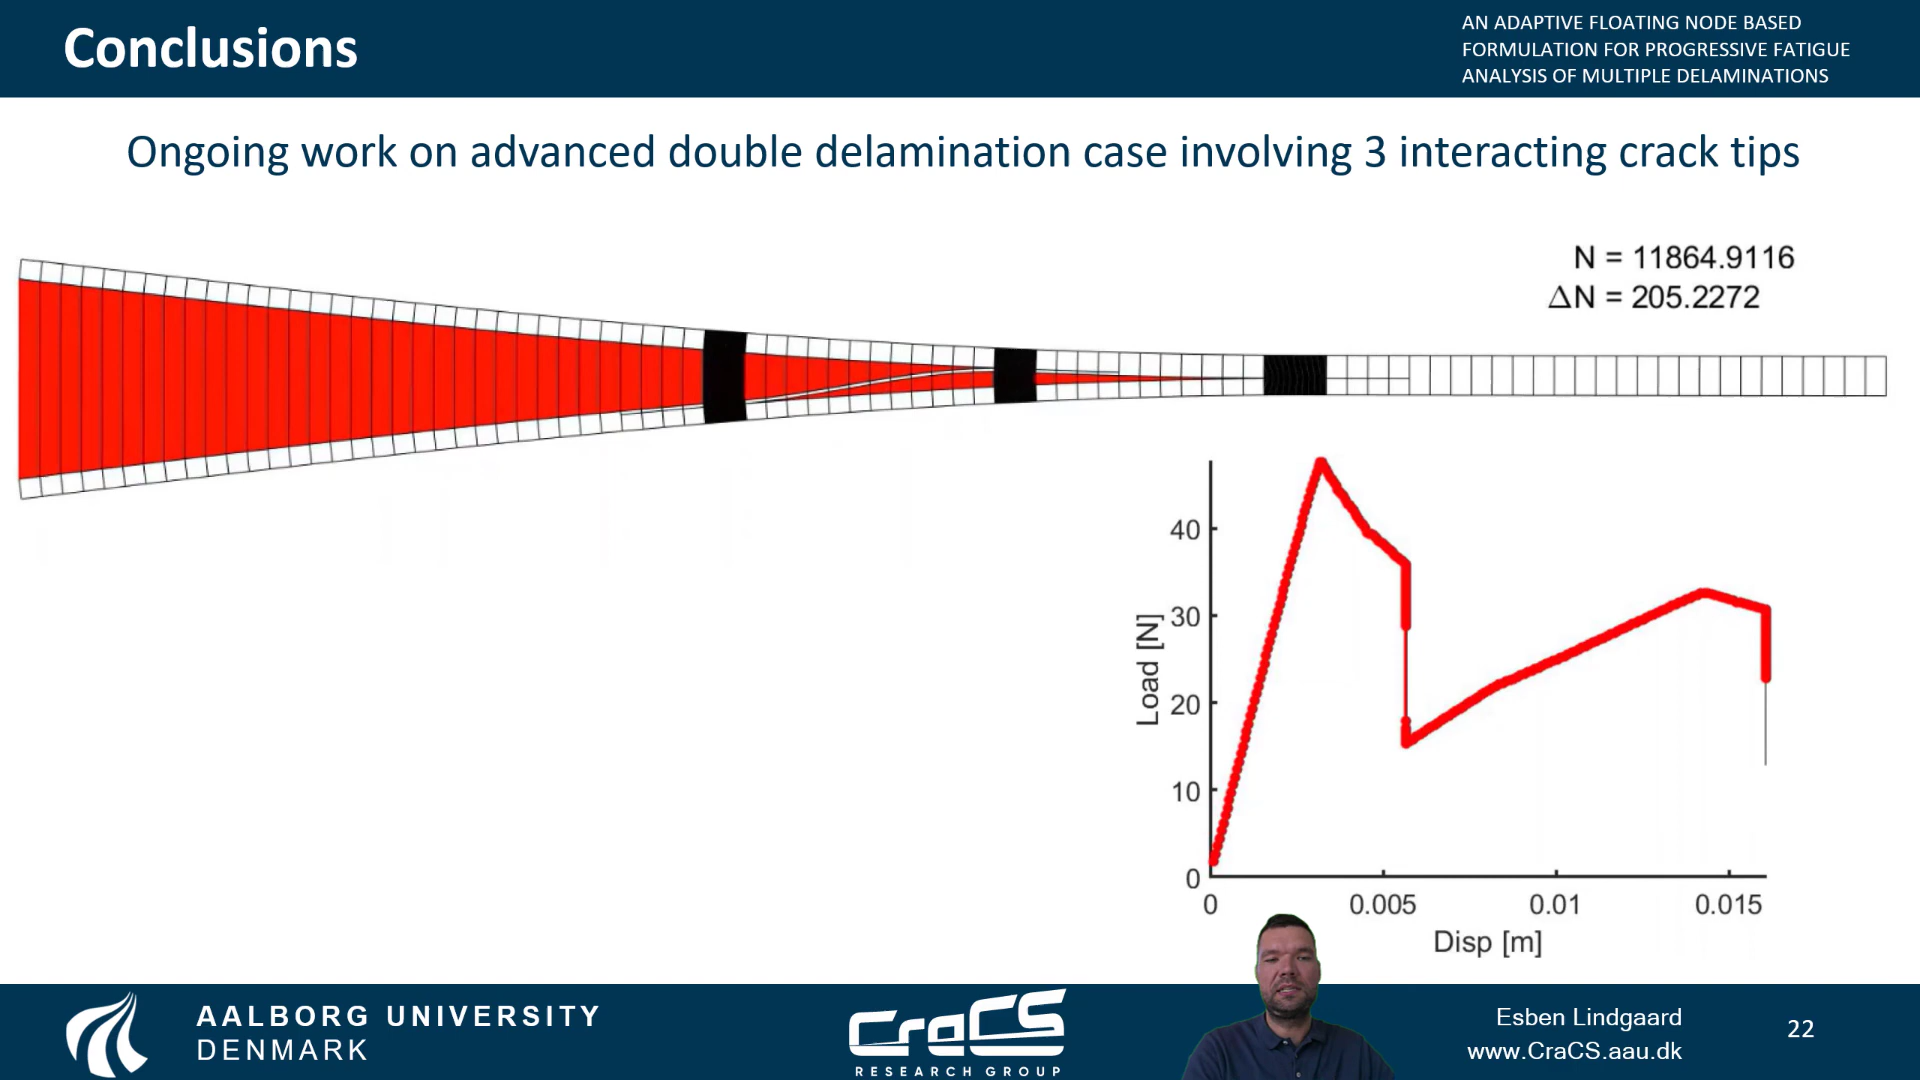 Conclusions
AN ADAPTIVE FLOATING NODE BASED
FORMULATION FOR PROGRESSIVE FATIGUE
ANALYSIS OF MULTIPLE DELAMINATIONS
Ongoing work on advanced double delamination case involving 3 interacting crack tips
N = 11864.9116
ΔN = 205.2272
Load [N]
40
30
20
10
0
0 0.005 0.01 0.015
Disp [m]
AALBORG UNIVERSITY
DENMARK
CraCS
RESEARCH GROUP
Esben Lindgaard
www.CraCS.aau.dk
22